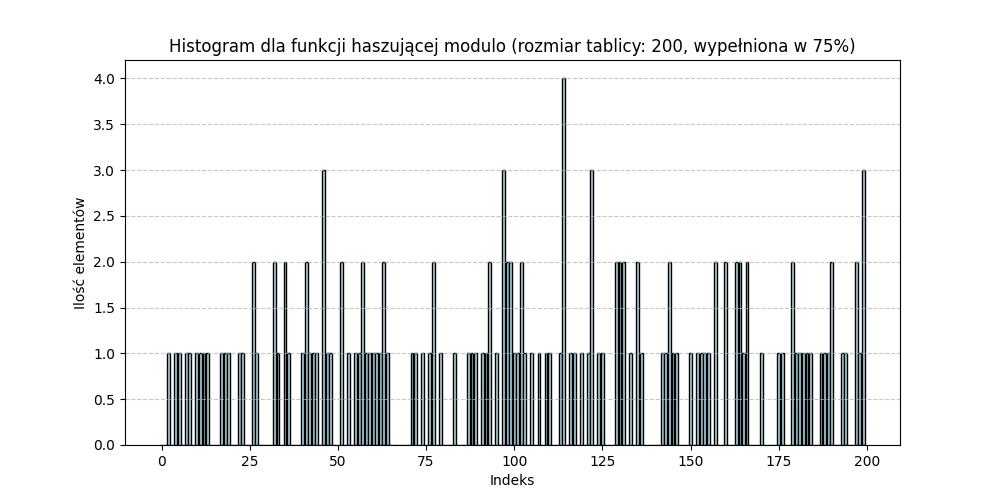 Histogram dla funkcji haszującej modulo (rozmiar tablicy: 200, wypełniona w 75%)
4.0
3.5
3.0
2.5
2.0
1.5
1.0
0.5
0.0
Ilość elementów
0 25 50 75 100 125 150 175 200
Indeks